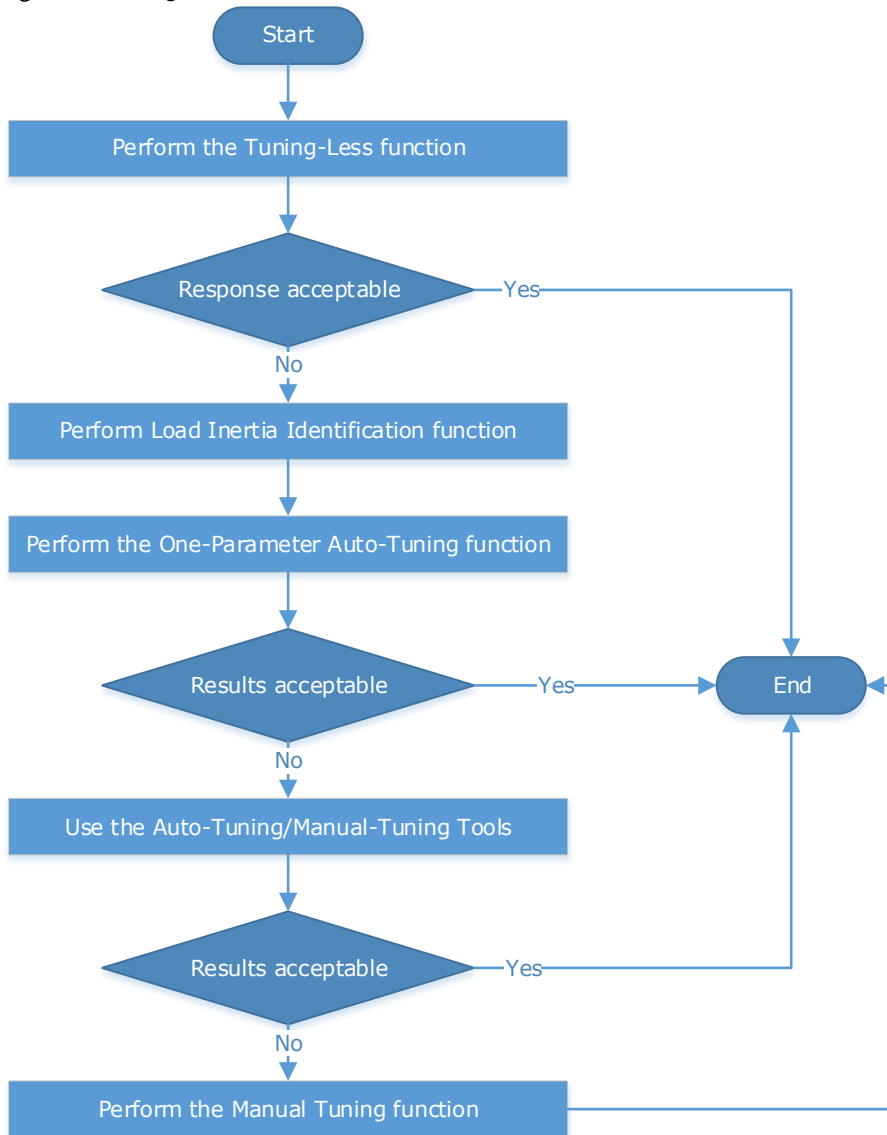 Start
Perform the Tuning-Less function
Response acceptable
Yes
No
Perform Load Inertia Identification function
Perform the One-Parameter Auto-Tuning function
Results acceptable
Yes
End
No
Use the Auto-Tuning/Manual-Tuning Tools
Results acceptable
Yes
No
Perform the Manual Tuning function